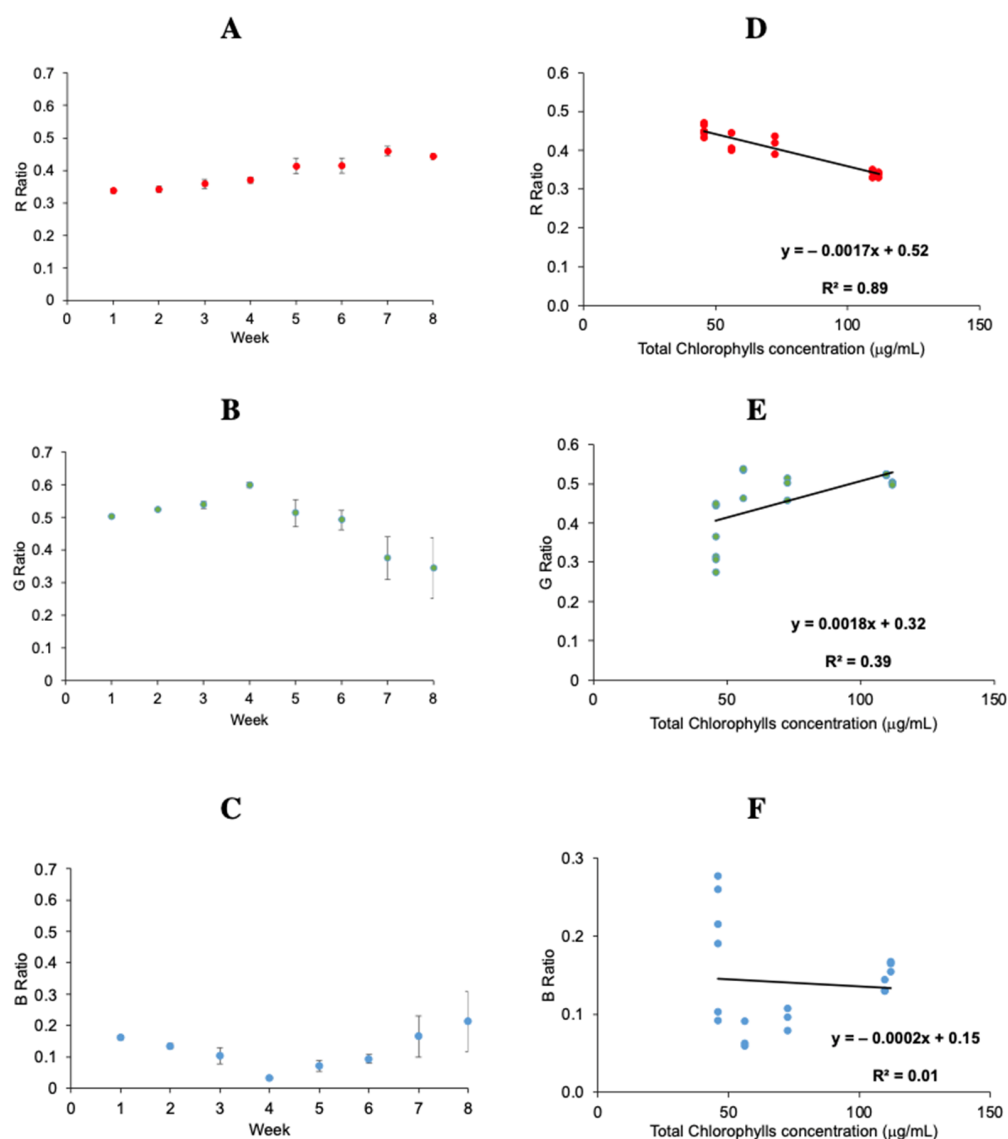 A
0.7
0.6
0.5
0.4
0.3
0.2
0.1
0
R Ratio
0 1 2 3 4 5 6 7 8
Week
D
0.6
0.5
0.4
0.3
0.2
0.1
0.0
R Ratio
y = – 0.0017x + 0.52
R² = 0.89
0 50 100 150
Total Chlorophylls concentration (μg/mL)
B
0.7
0.6
0.5
0.4
0.3
0.2
0.1
0
G Ratio
0 1 2 3 4 5 6 7 8
Week
E
0.6
0.5
0.4
0.3
0.2
0.1
0
G Ratio
y = 0.0018x + 0.32
R² = 0.39
0 50 100 150
Total Chlorophylls concentration (μg/mL)
C
0.7
0.6
0.5
0.4
0.3
0.2
0.1
0
B Ratio
0 1 2 3 4 5 6 7 8
Week
F
0.3
0.2
0.1
0.0
B Ratio
y = – 0.0002x + 0.15
R² = 0.01
0 50 100 150
Total Chlorophylls concentration (μg/mL)